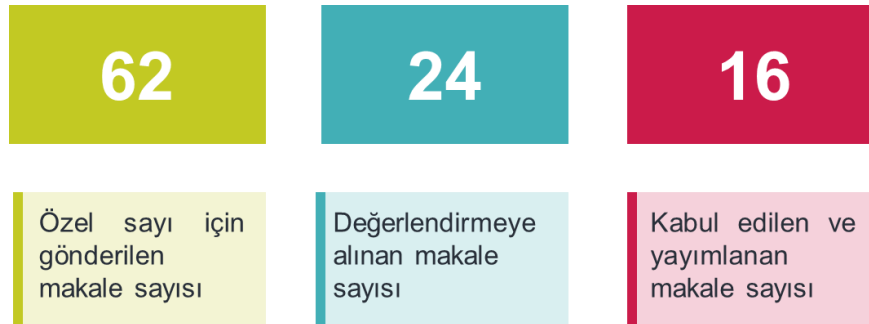 62
24
16
Özel sayı için
gönderilen
makale sayısı
Değerlendirmeye
alınan makale
sayısı
Kabul edilen ve
yayımlanan
makale sayısı